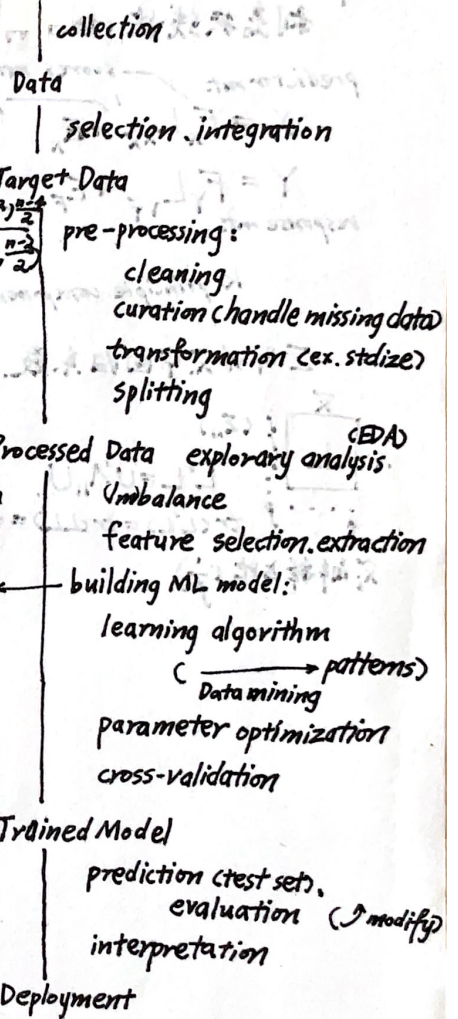 collection
Data
selection、integration
Target Data
pre-processing:
cleaning
curation (handle missing data)
transformation (ex. stdize)
splitting
(EDA)
Processed Data explorary analysis
Imbalance
feature selection.extraction
building ML model:
learning algorithm
( → patterns)
Data mining
parameter optimization
cross-validation
Trained Model
prediction (test set)、
evaluation (⤴ modify)
interpretation
Deployment